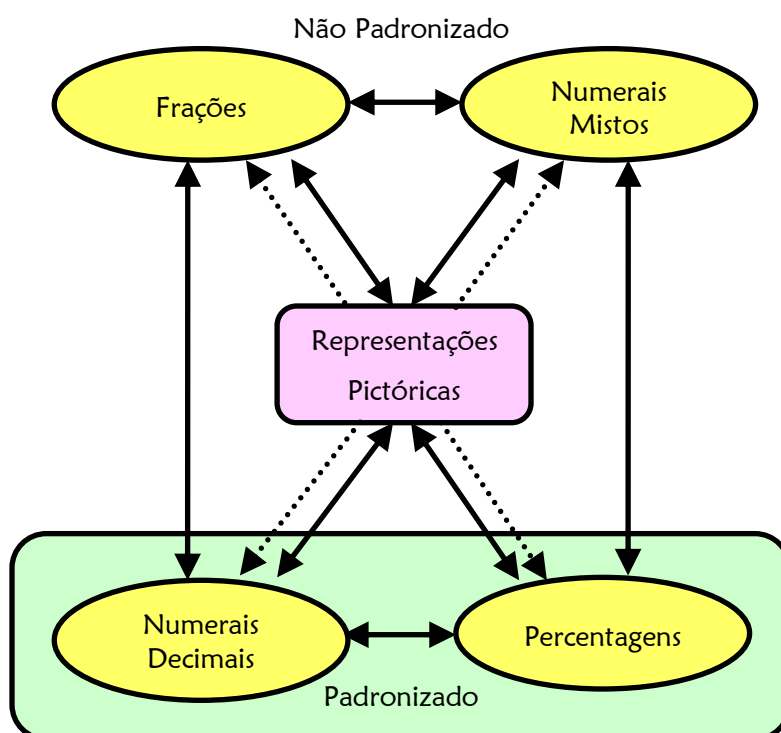 Não Padronizado
Frações
Numerais
Mistos
Representações
Pictóricas
Numerais
Decimais
Percentagens
Padronizado